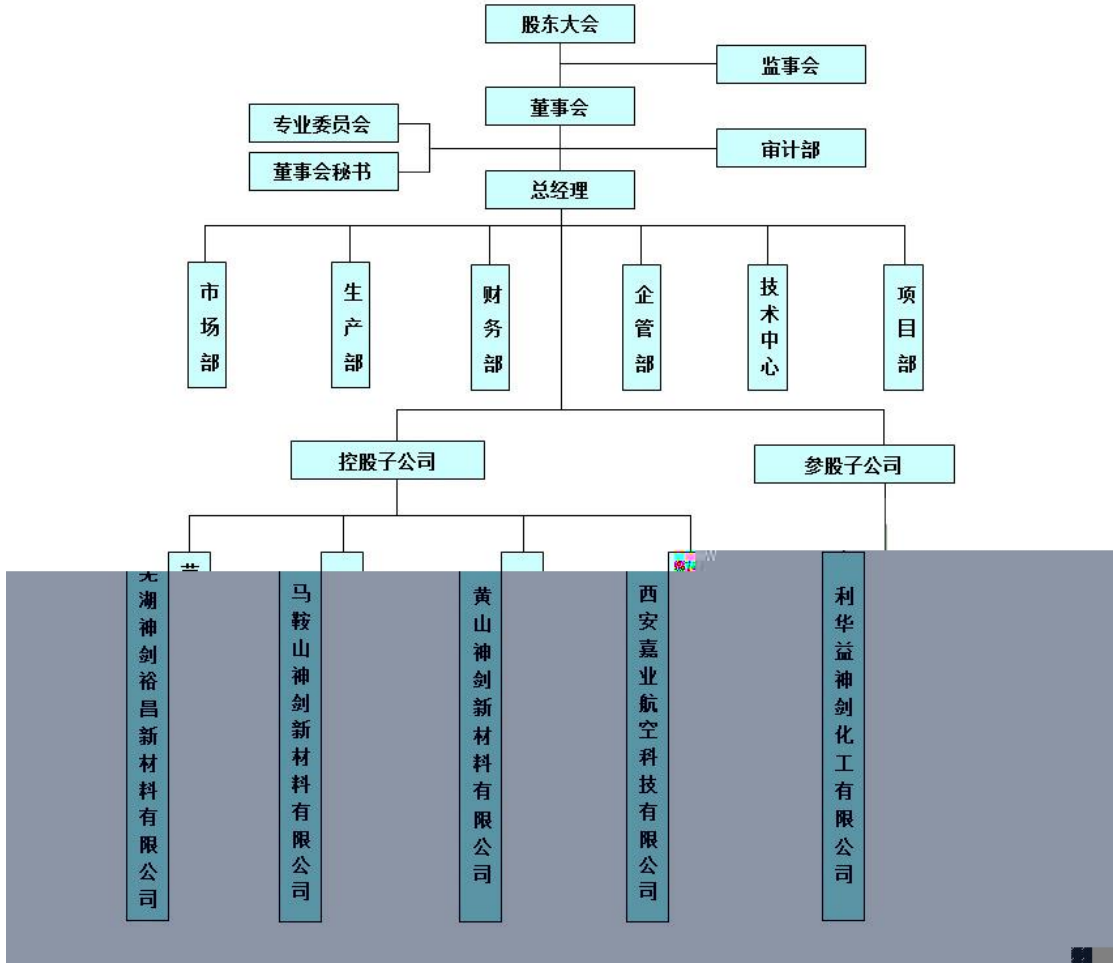 股东大会
监事会
董事会
专业委员会
审计部
董事会秘书
总经理
市场部
生产部
财务部
企管部
技术中心
项目部
控股子公司
参股子公司
芜湖神剑裕昌新材料有限公司
马鞍山神剑新材料有限公司
黄山神剑新材料有限公司
西安嘉业航空科技有限公司
利华益神剑化工有限公司